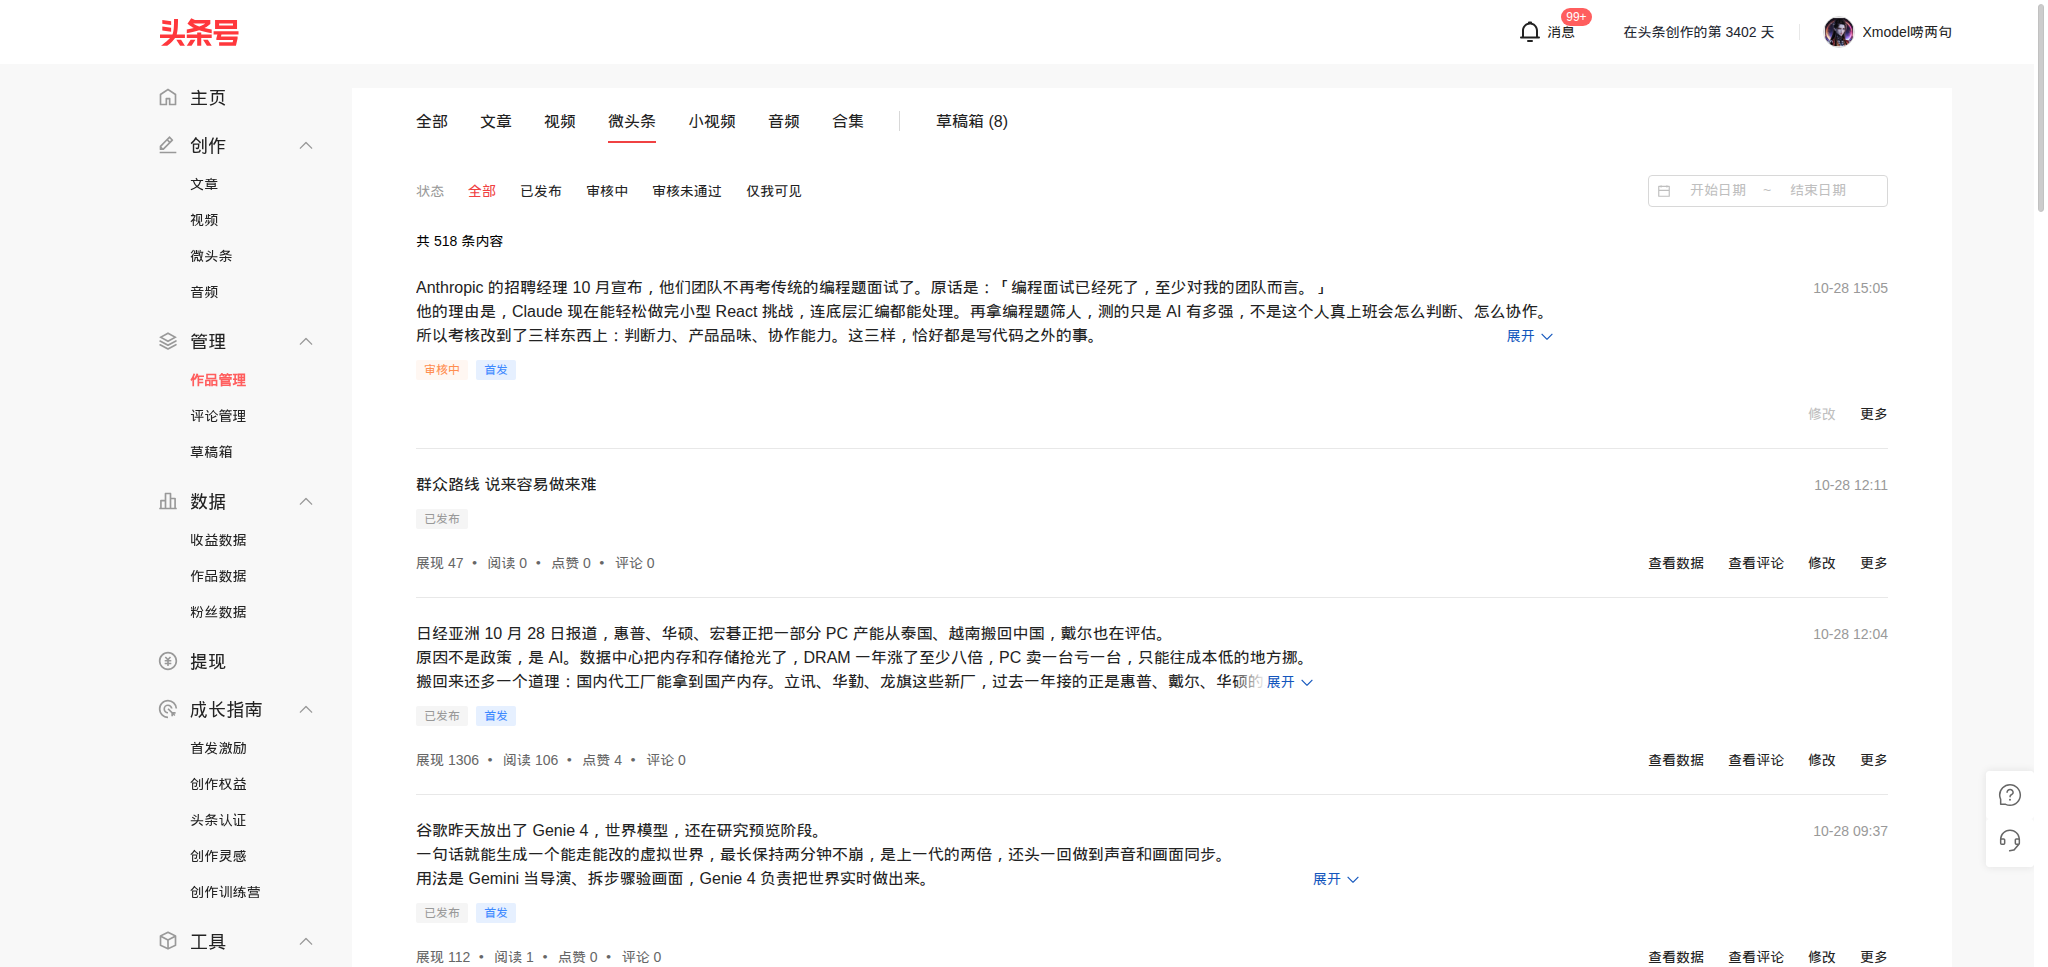 头条号
消息
99+
在头条创作的第 3402 天
Xmodel唠两句
主页
创作
文章
视频
微头条
音频
管理
作品管理
评论管理
草稿箱
数据
收益数据
作品数据
粉丝数据
提现
成长指南
首发激励
创作权益
头条认证
创作灵感
创作训练营
工具
全部 文章 视频 微头条 小视频 音频 合集 草稿箱 (8)
状态 全部 已发布 审核中 审核未通过 仅我可见
开始日期 ~ 结束日期
共 518 条内容
Anthropic 的招聘经理 10 月宣布，他们团队不再考传统的编程题面试了。原话是：「编程面试已经死了，至少对我的团队而言。」
10-28 15:05
他的理由是，Claude 现在能轻松做完小型 React 挑战，连底层汇编都能处理。再拿编程题筛人，测的只是 AI 有多强，不是这个人真上班会怎么判断、怎么协作。
所以考核改到了三样东西上：判断力、产品品味、协作能力。这三样，恰好都是写代码之外的事。
展开
审核中 首发
修改 更多
群众路线 说来容易做来难
10-28 12:11
已发布
展现 47 • 阅读 0 • 点赞 0 • 评论 0
查看数据 查看评论 修改 更多
日经亚洲 10 月 28 日报道，惠普、华硕、宏碁正把一部分 PC 产能从泰国、越南搬回中国，戴尔也在评估。
10-28 12:04
原因不是政策，是 AI。数据中心把内存和存储抢光了，DRAM 一年涨了至少八倍，PC 卖一台亏一台，只能往成本低的地方挪。
搬回来还多一个道理：国内代工厂能拿到国产内存。立讯、华勤、龙旗这些新厂，过去一年接的正是惠普、戴尔、华硕的 展开
已发布 首发
展现 1306 • 阅读 106 • 点赞 4 • 评论 0
查看数据 查看评论 修改 更多
谷歌昨天放出了 Genie 4，世界模型，还在研究预览阶段。
10-28 09:37
一句话就能生成一个能走能改的虚拟世界，最长保持两分钟不崩，是上一代的两倍，还头一回做到声音和画面同步。
用法是 Gemini 当导演、拆步骤验画面，Genie 4 负责把世界实时做出来。
展开
已发布 首发
展现 112 • 阅读 1 • 点赞 0 • 评论 0
查看数据 查看评论 修改 更多